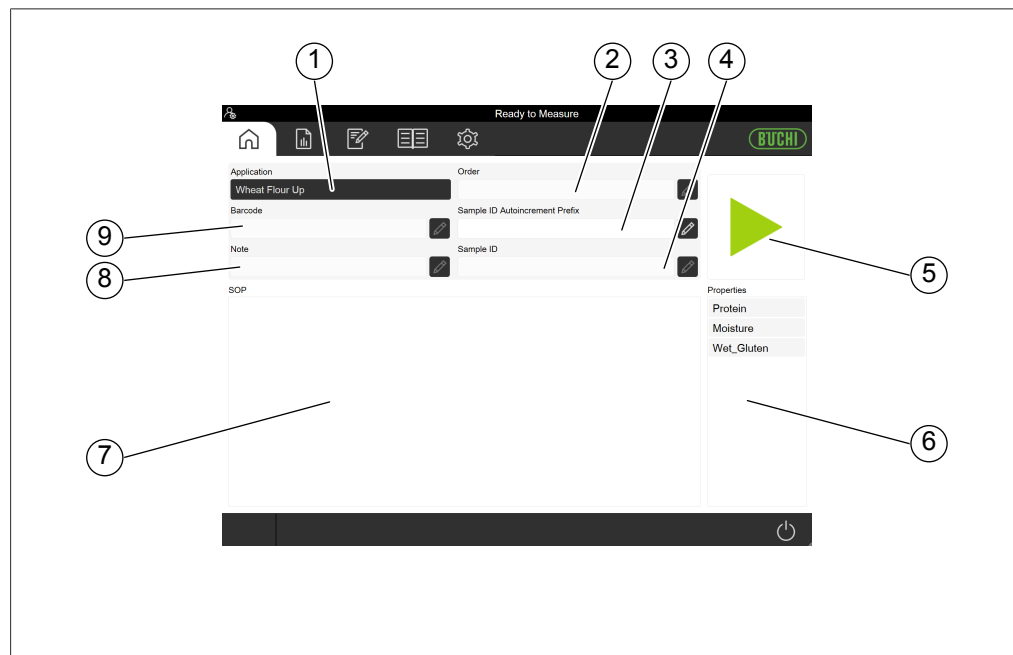 1
2
3
4
Ready to Measure
BUCHI
Application
Order
Wheat Flour Up
Barcode
Sample ID Autoincrement Prefix
9
Note
Sample ID
8
5
SOP
Properties
Protein
Moisture
Wet_Gluten
7
6